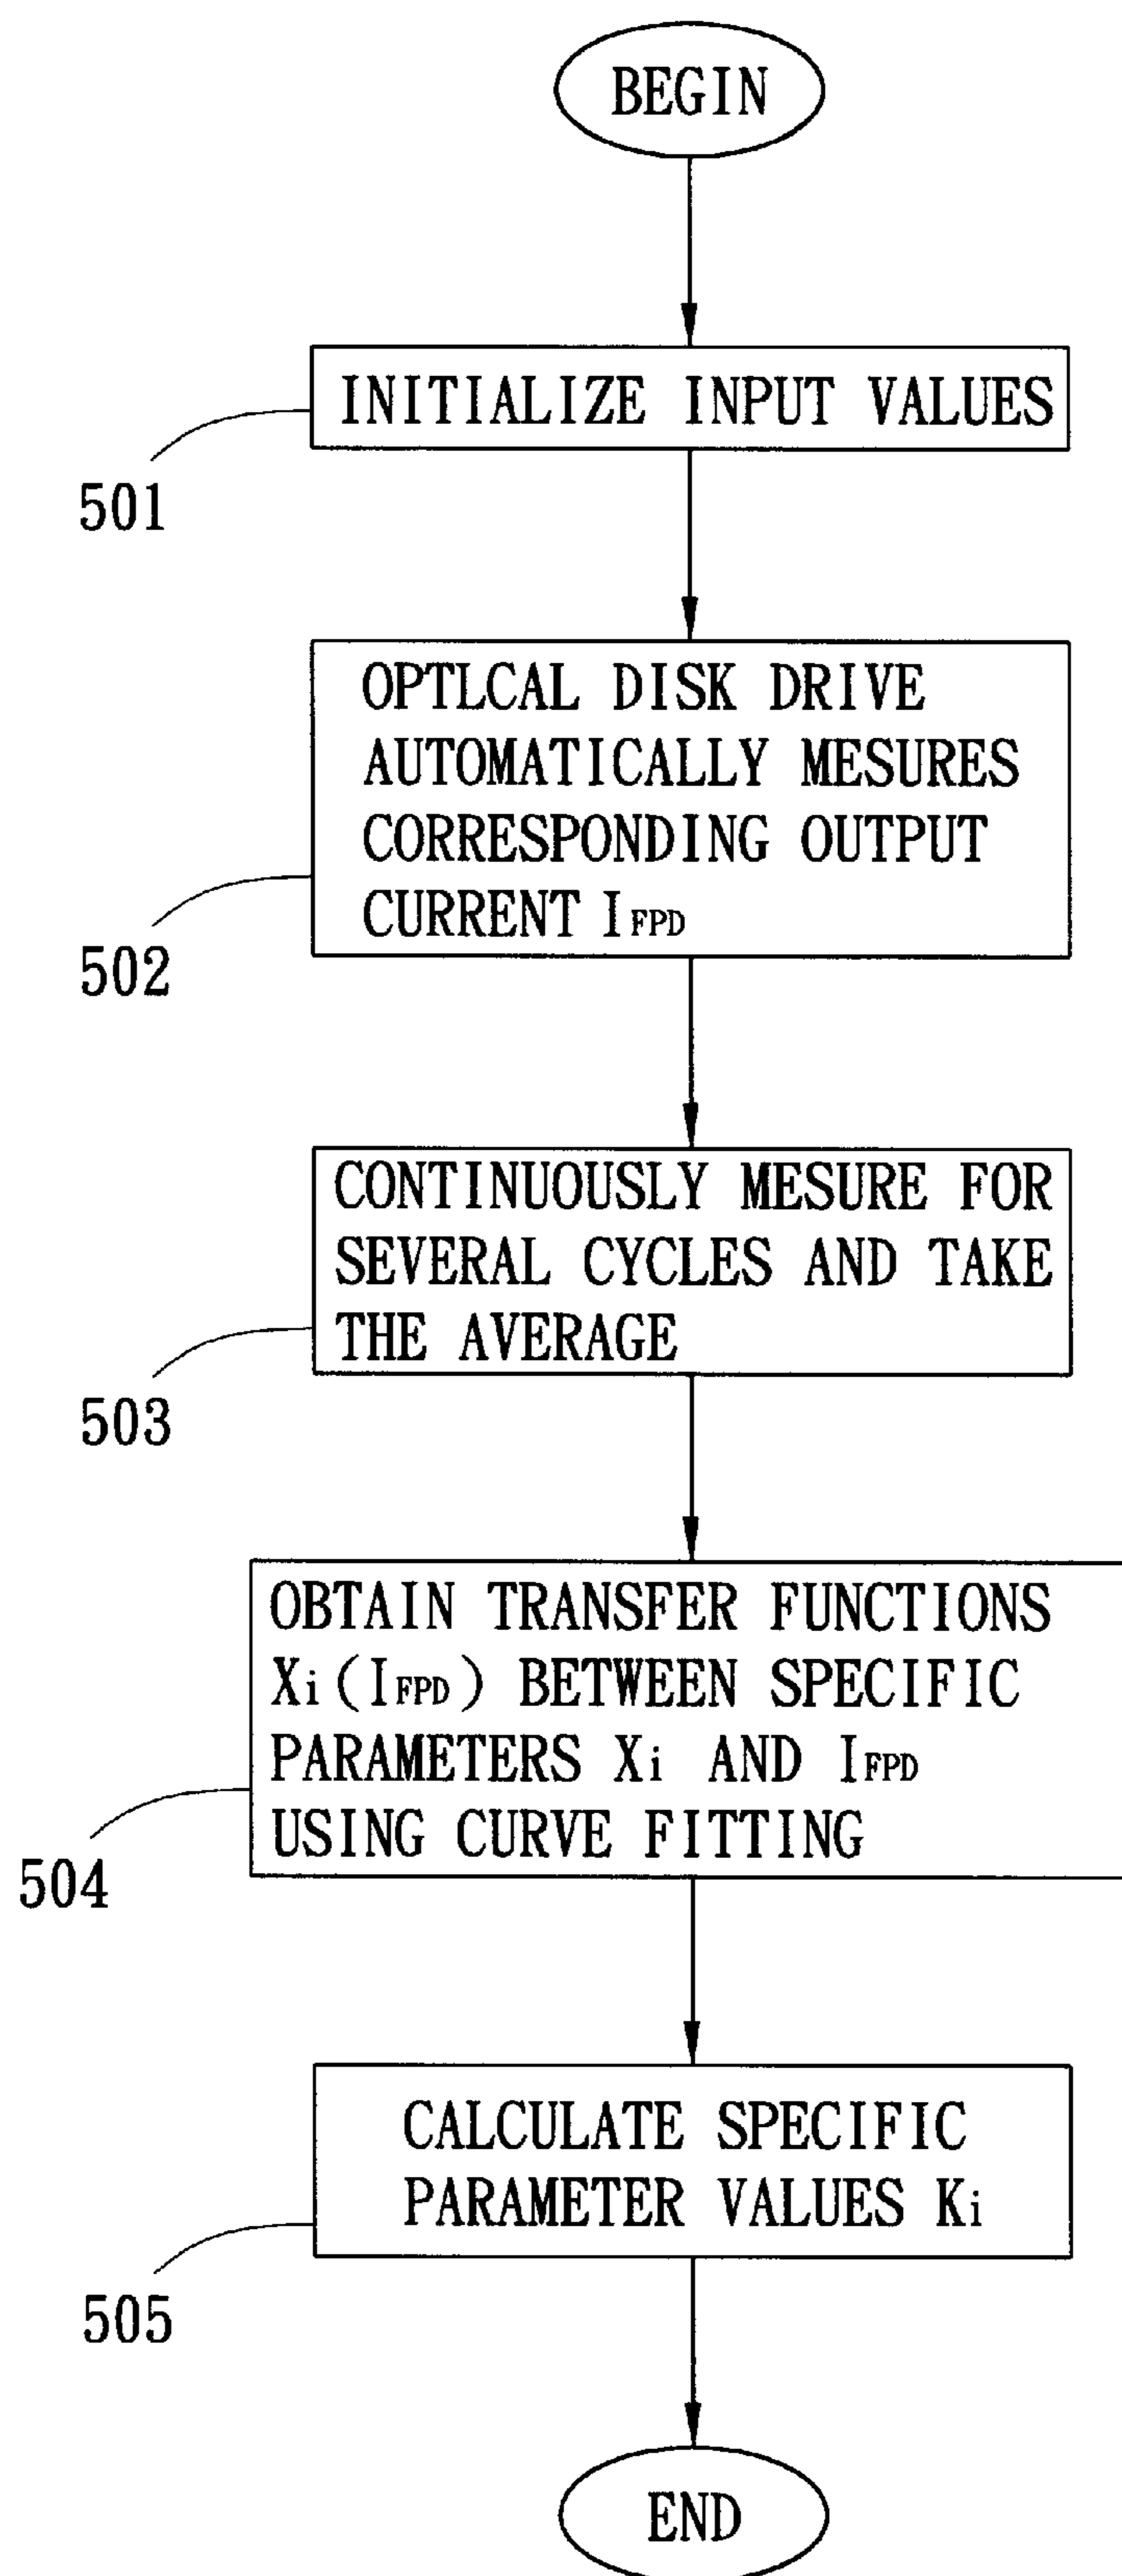 BEGIN
INITIALIZE INPUT VALUES
501
OPTLCAL DISK DRIVE
AUTOMATICALLY MESURES
CORRESPONDING OUTPUT
CURRENT IFPD
502
CONTINUOUSLY MESURE FOR
SEVERAL CYCLES AND TAKE
THE AVERAGE
503
OBTAIN TRANSFER FUNCTIONS
Xi(IFPD) BETWEEN SPECIFIC
PARAMETERS Xi AND IFPD
USING CURVE FITTING
504
CALCULATE SPECIFIC
PARAMETER VALUES Ki
505
END